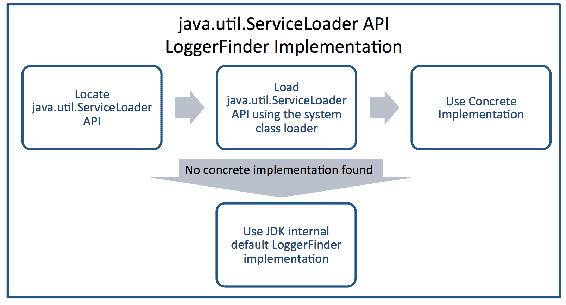 java.util.ServiceLoader API
LoggerFinder Implementation
Locate
java.util.ServiceLoader
API
Load
java.util.ServiceLoader
API using the system
class loader
Use Concrete
Implementation
No concrete implementation found
Use JDK internal
default LoggerFinder
implementation